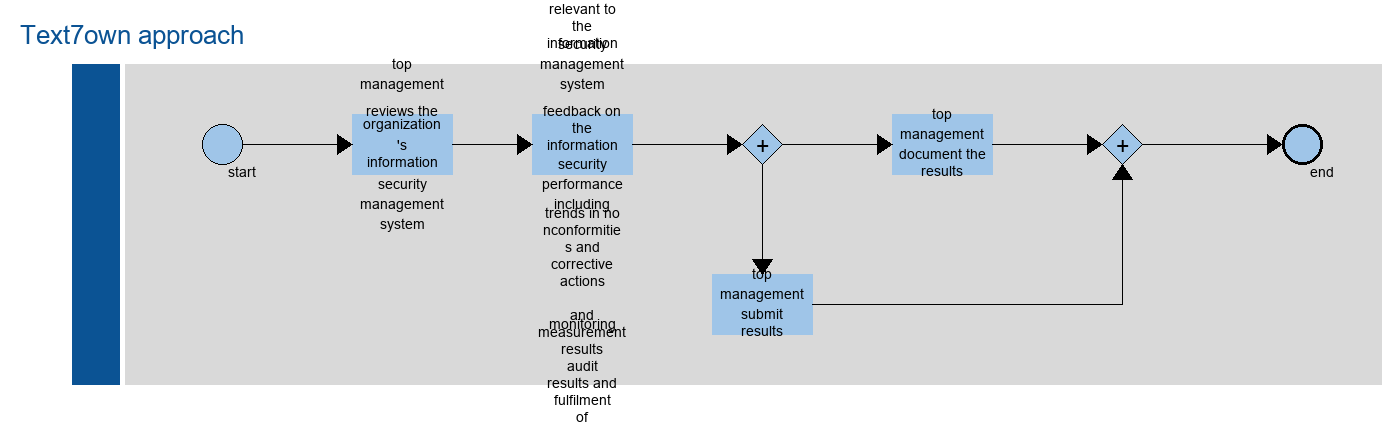 Text7own approach
start
top
management
reviews the
organization
's
information
security
management
system
relevant to
the
information
security
management
system
feedback on
the
information
security
performance
including
trends in no
nconformitie
s and
corrective
actions
and
monitoring
measurement
results
audit
results and
fulfilment
of
+
top
management
submit
results
top
management
document the
results
+
end